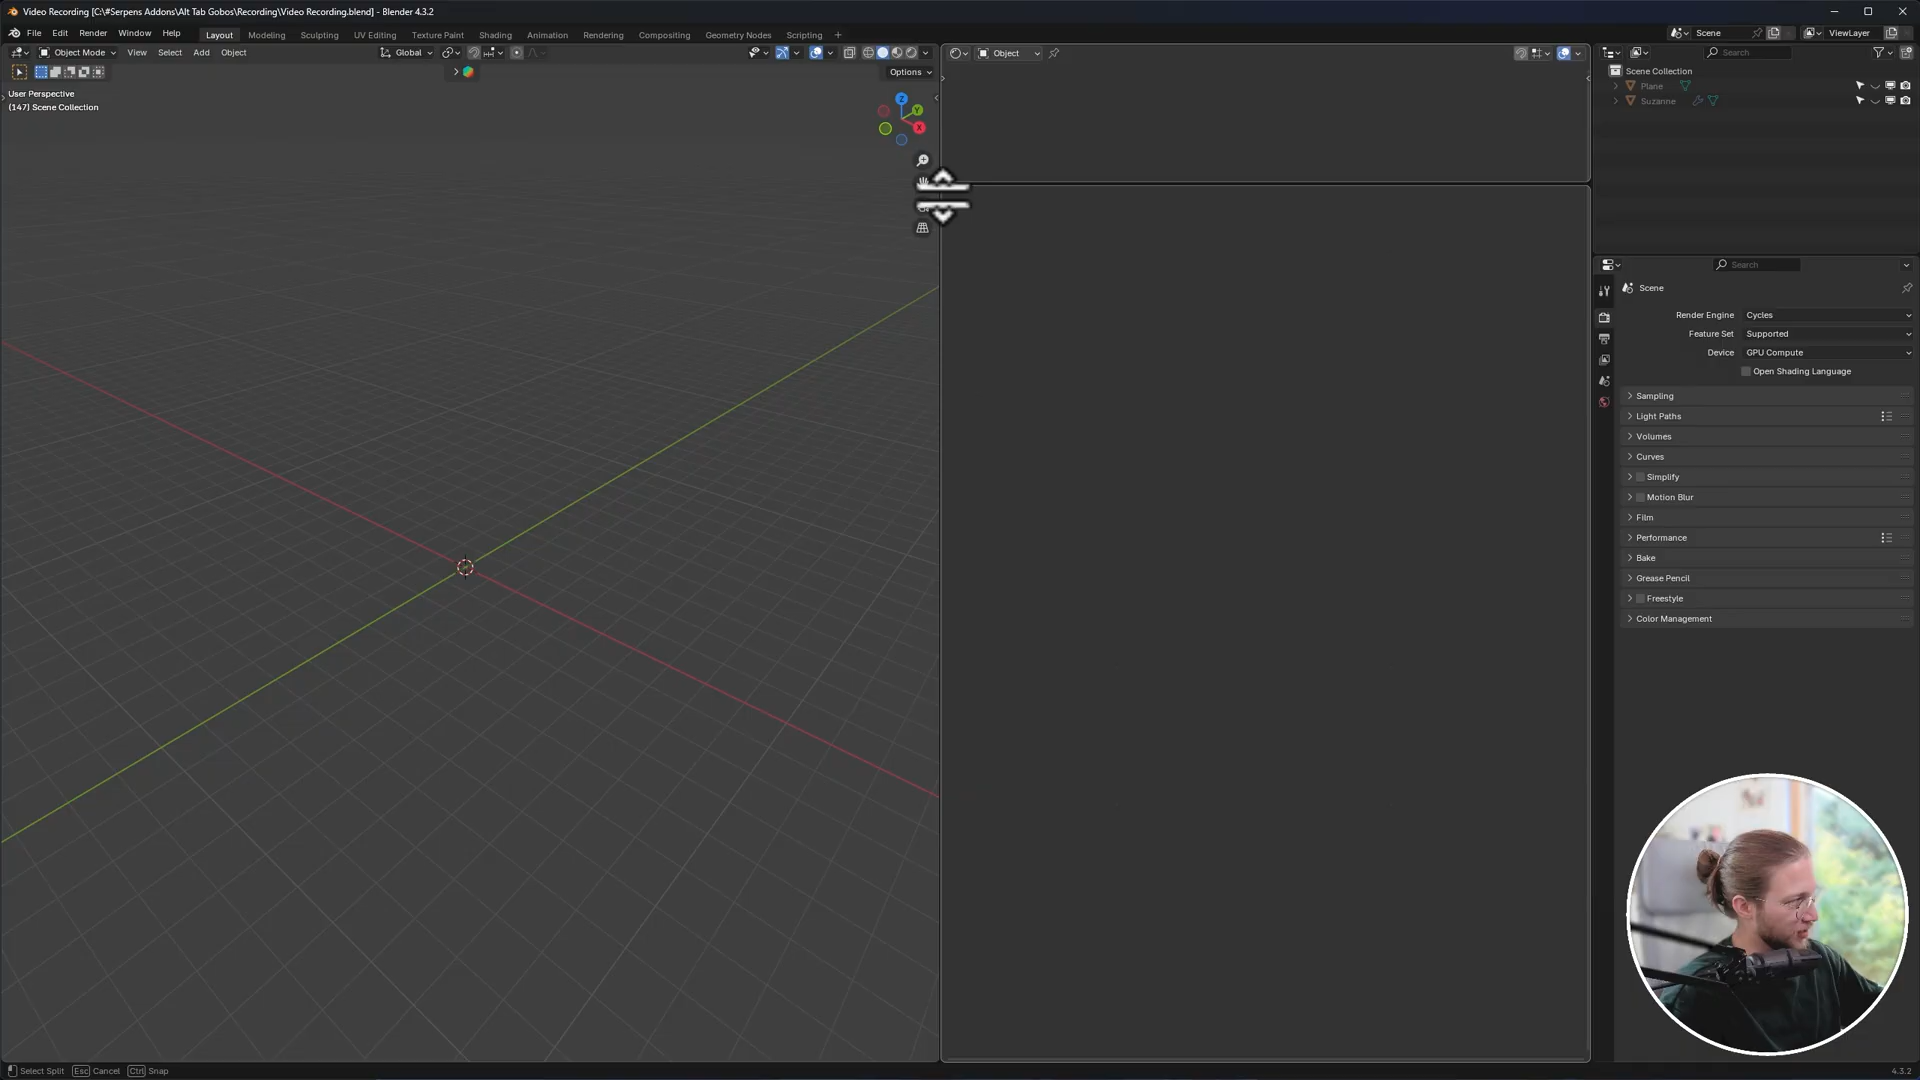 Video Recording [C:\#Serpens Addons\Alt Tab Gobos\Recording\Video Recording.blend] - Blender 4.3.2
File Edit Render Window Help Layout Modeling Sculpting UV Editing Texture Paint Shading Animation Rendering Compositing Geometry Nodes Scripting + Scene ViewLayer
Object Mode View Select Add Object Global Object Search
Options
User Perspective
(147) Scene Collection
Z
Y
X
Scene Collection
Plane
Suzanne
Search
Scene
Render Engine Cycles
Feature Set Supported
Device GPU Compute
Open Shading Language
Sampling
Light Paths
Volumes
Curves
Simplify
Motion Blur
Film
Performance
Bake
Grease Pencil
Freestyle
Color Management
Select Split Esc Cancel Ctrl Snap 4.3.2